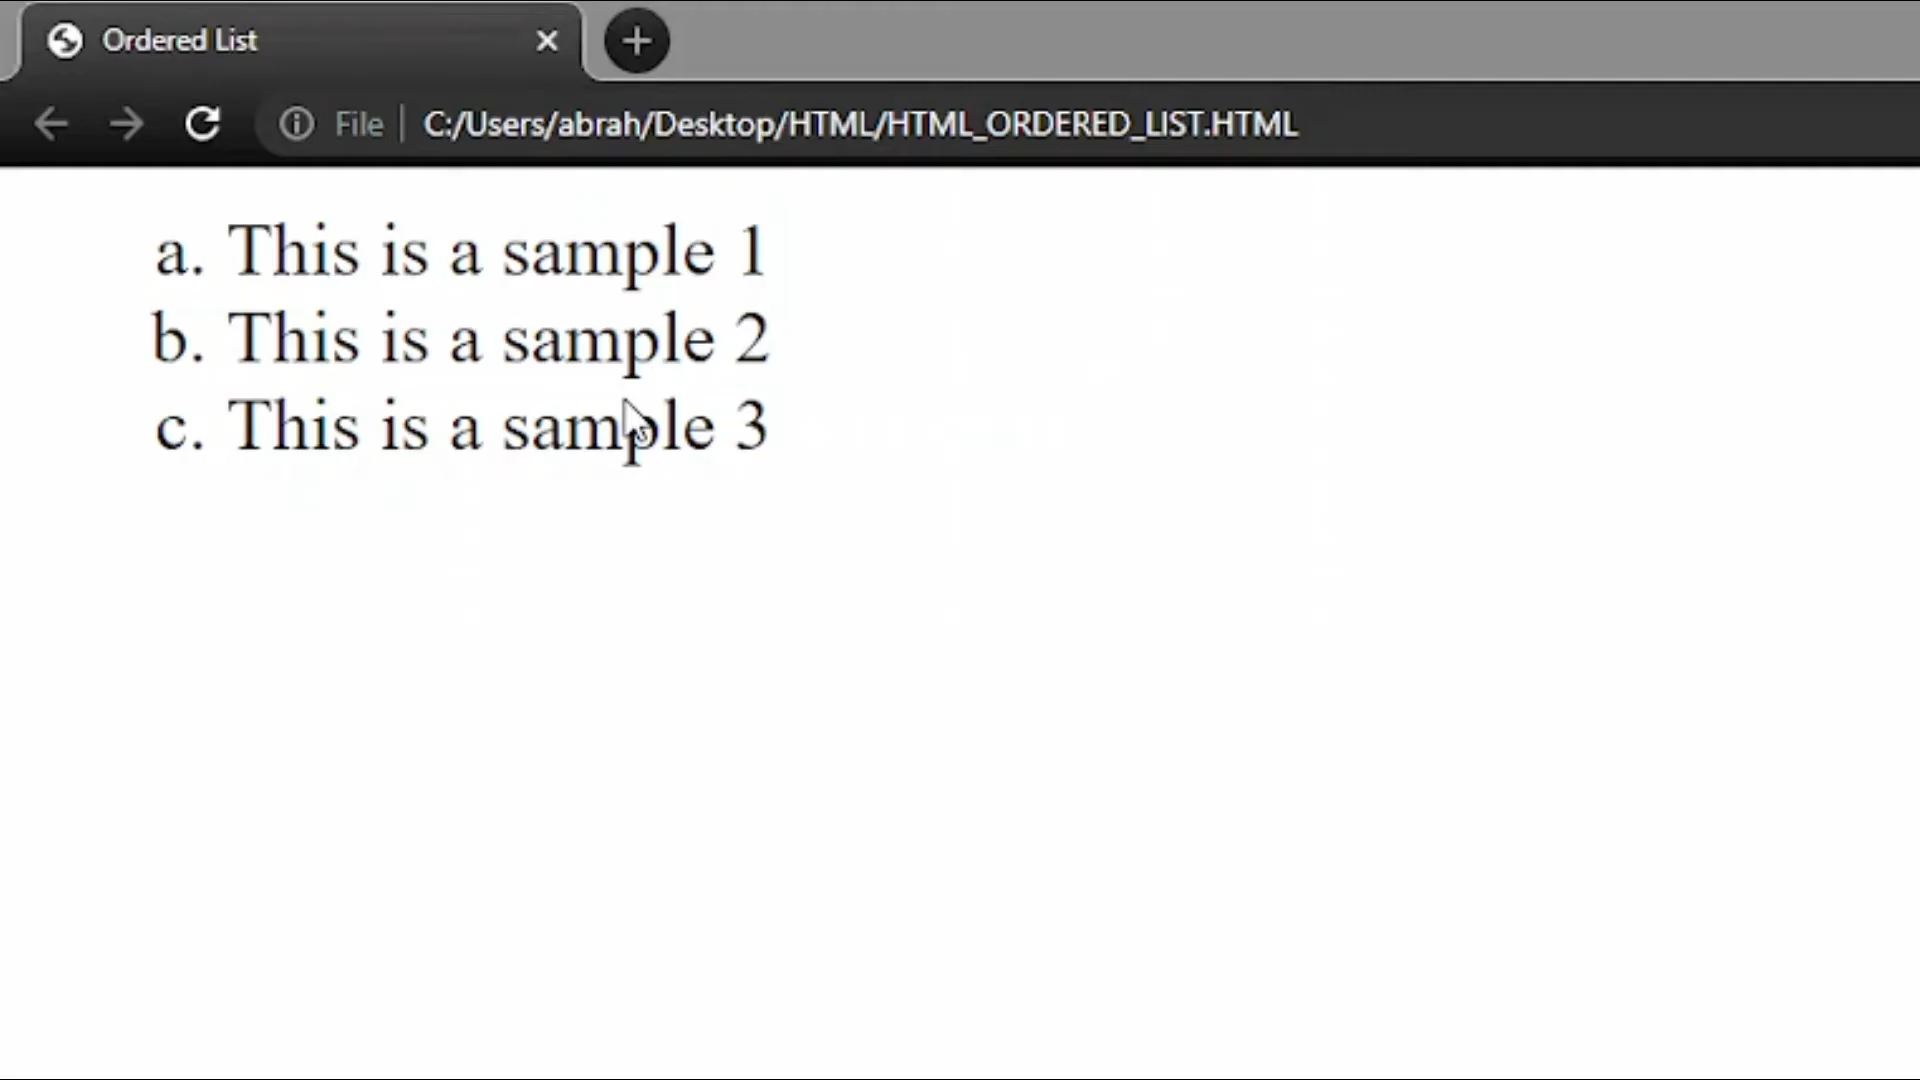 Ordered List
File C:/Users/abrah/Desktop/HTML/HTML_ORDERED_LIST.HTML
a. This is a sample 1
b. This is a sample 2
c. This is a sample 3